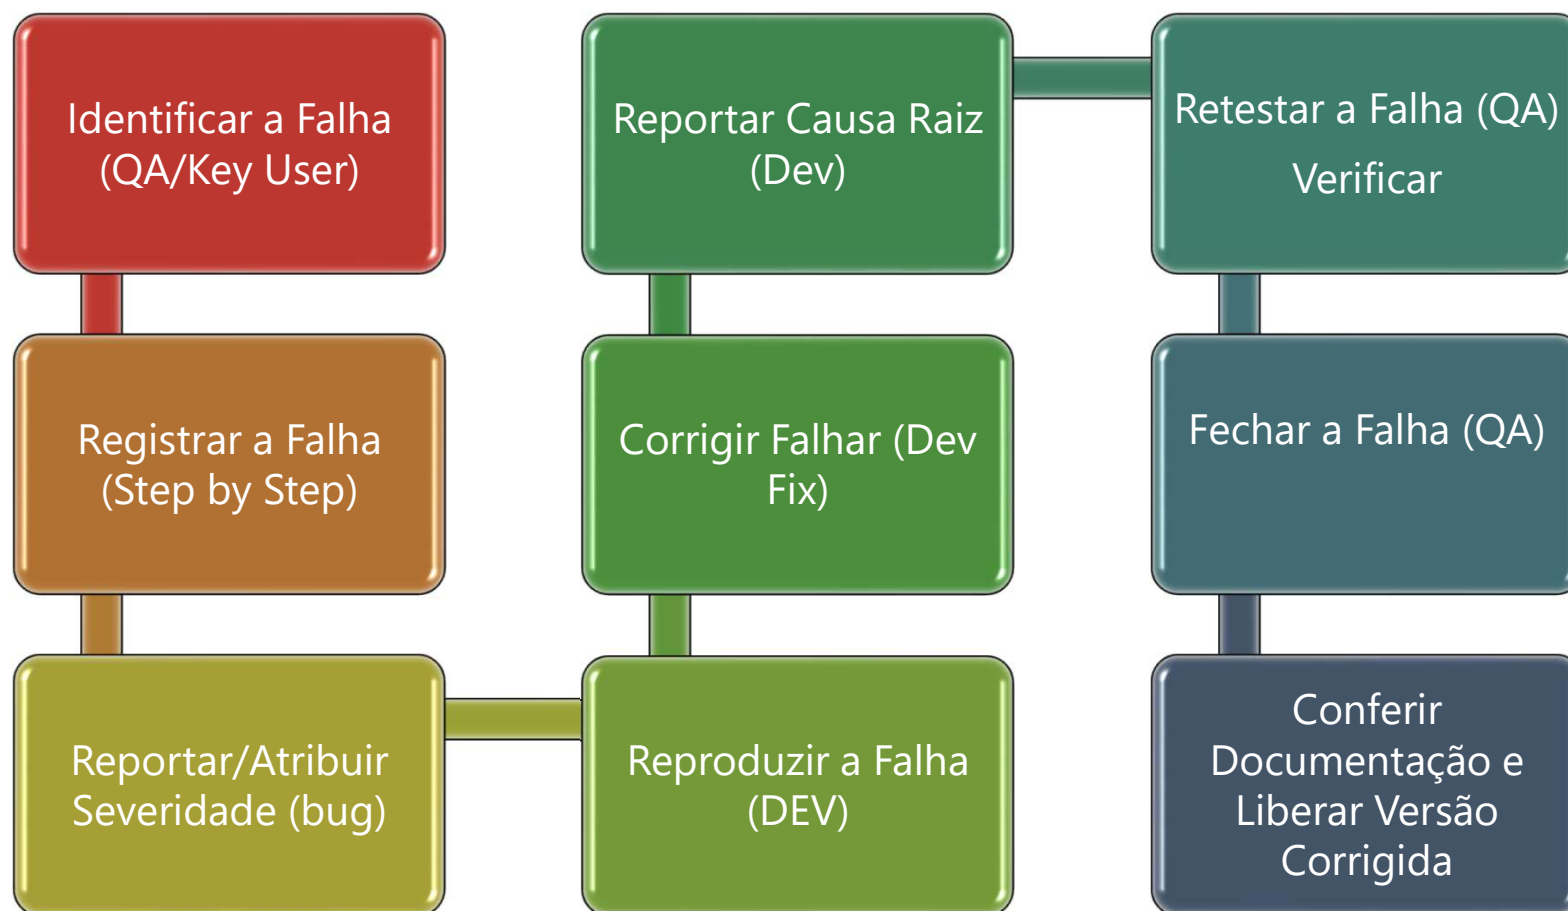 Identificar a Falha
(QA/Key User)
Registrar a Falha
(Step by Step)
Reportar/Atribuir
Severidade (bug)
Reproduzir a Falha
(DEV)
Corrigir Falhar (Dev
Fix)
Reportar Causa Raiz
(Dev)
Retestar a Falha (QA)
Verificar
Fechar a Falha (QA)
Conferir
Documentação e
Liberar Versão
Corrigida